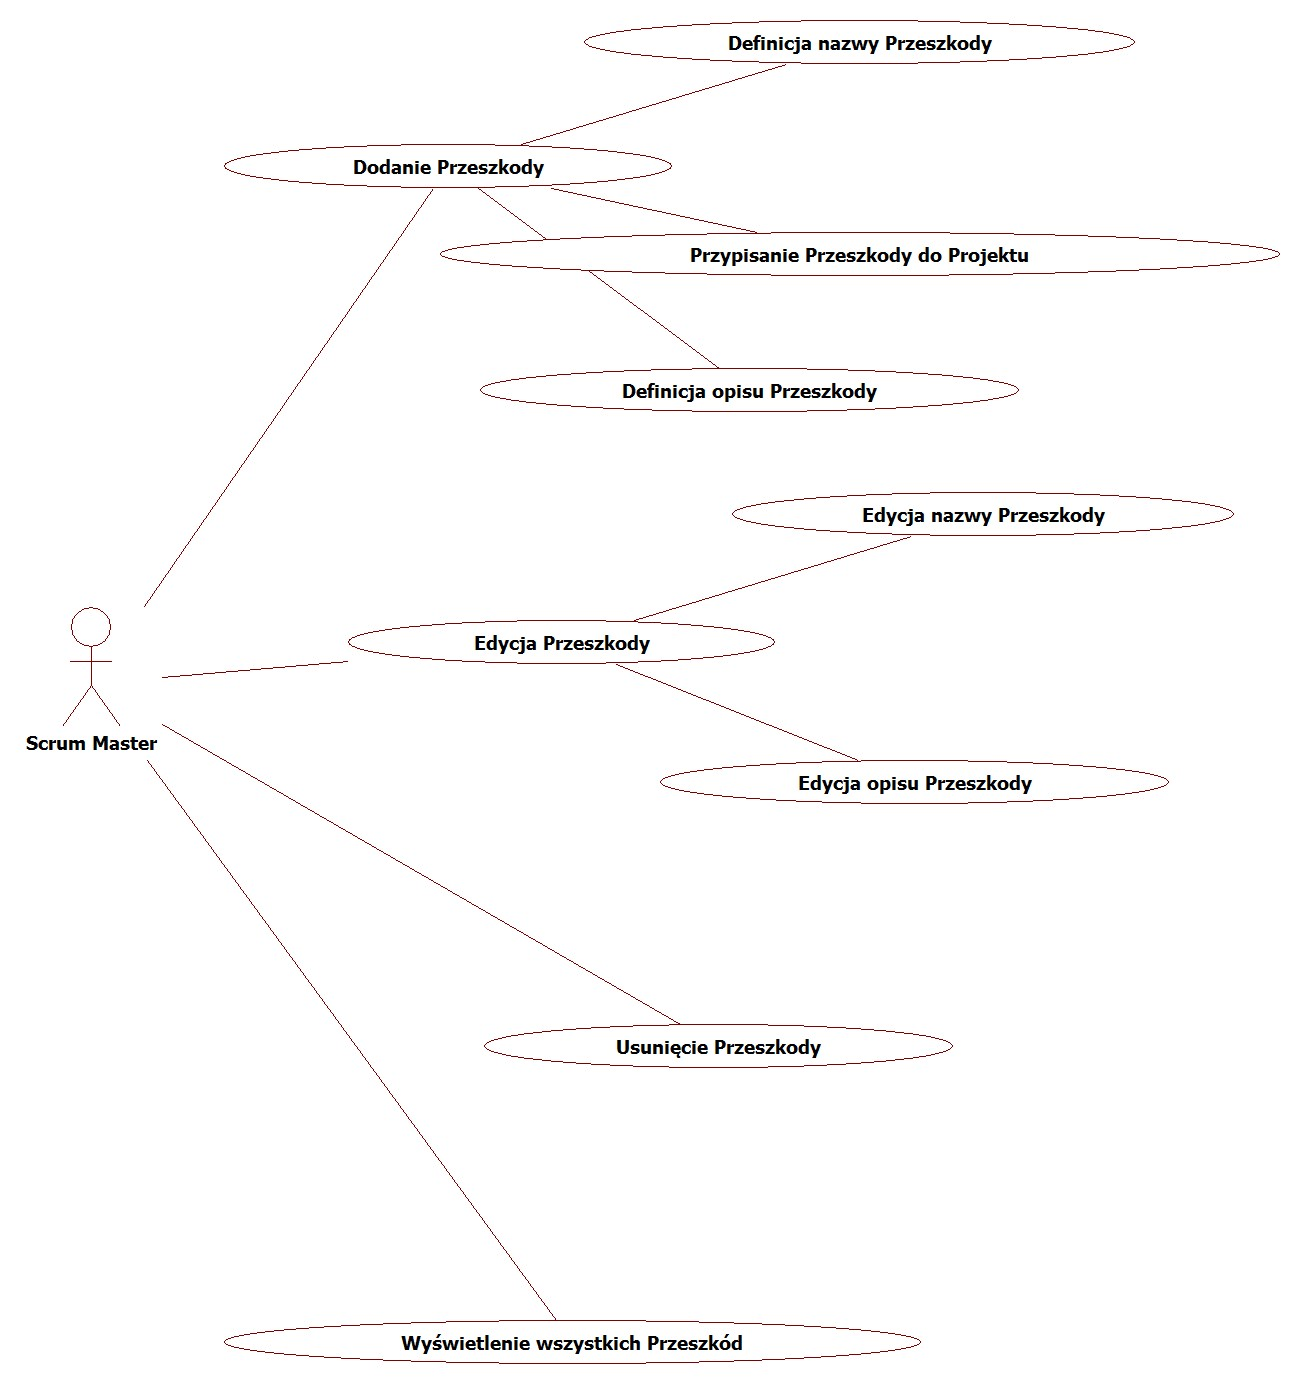 Definicja nazwy Przeszkody
Dodanie Przeszkody
Przypisanie Przeszkody do Projektu
Definicja opisu Przeszkody
Edycja nazwy Przeszkody
Edycja Przeszkody
Scrum Master
Edycja opisu Przeszkody
Usunięcie Przeszkody
Wyświetlenie wszystkich Przeszkód